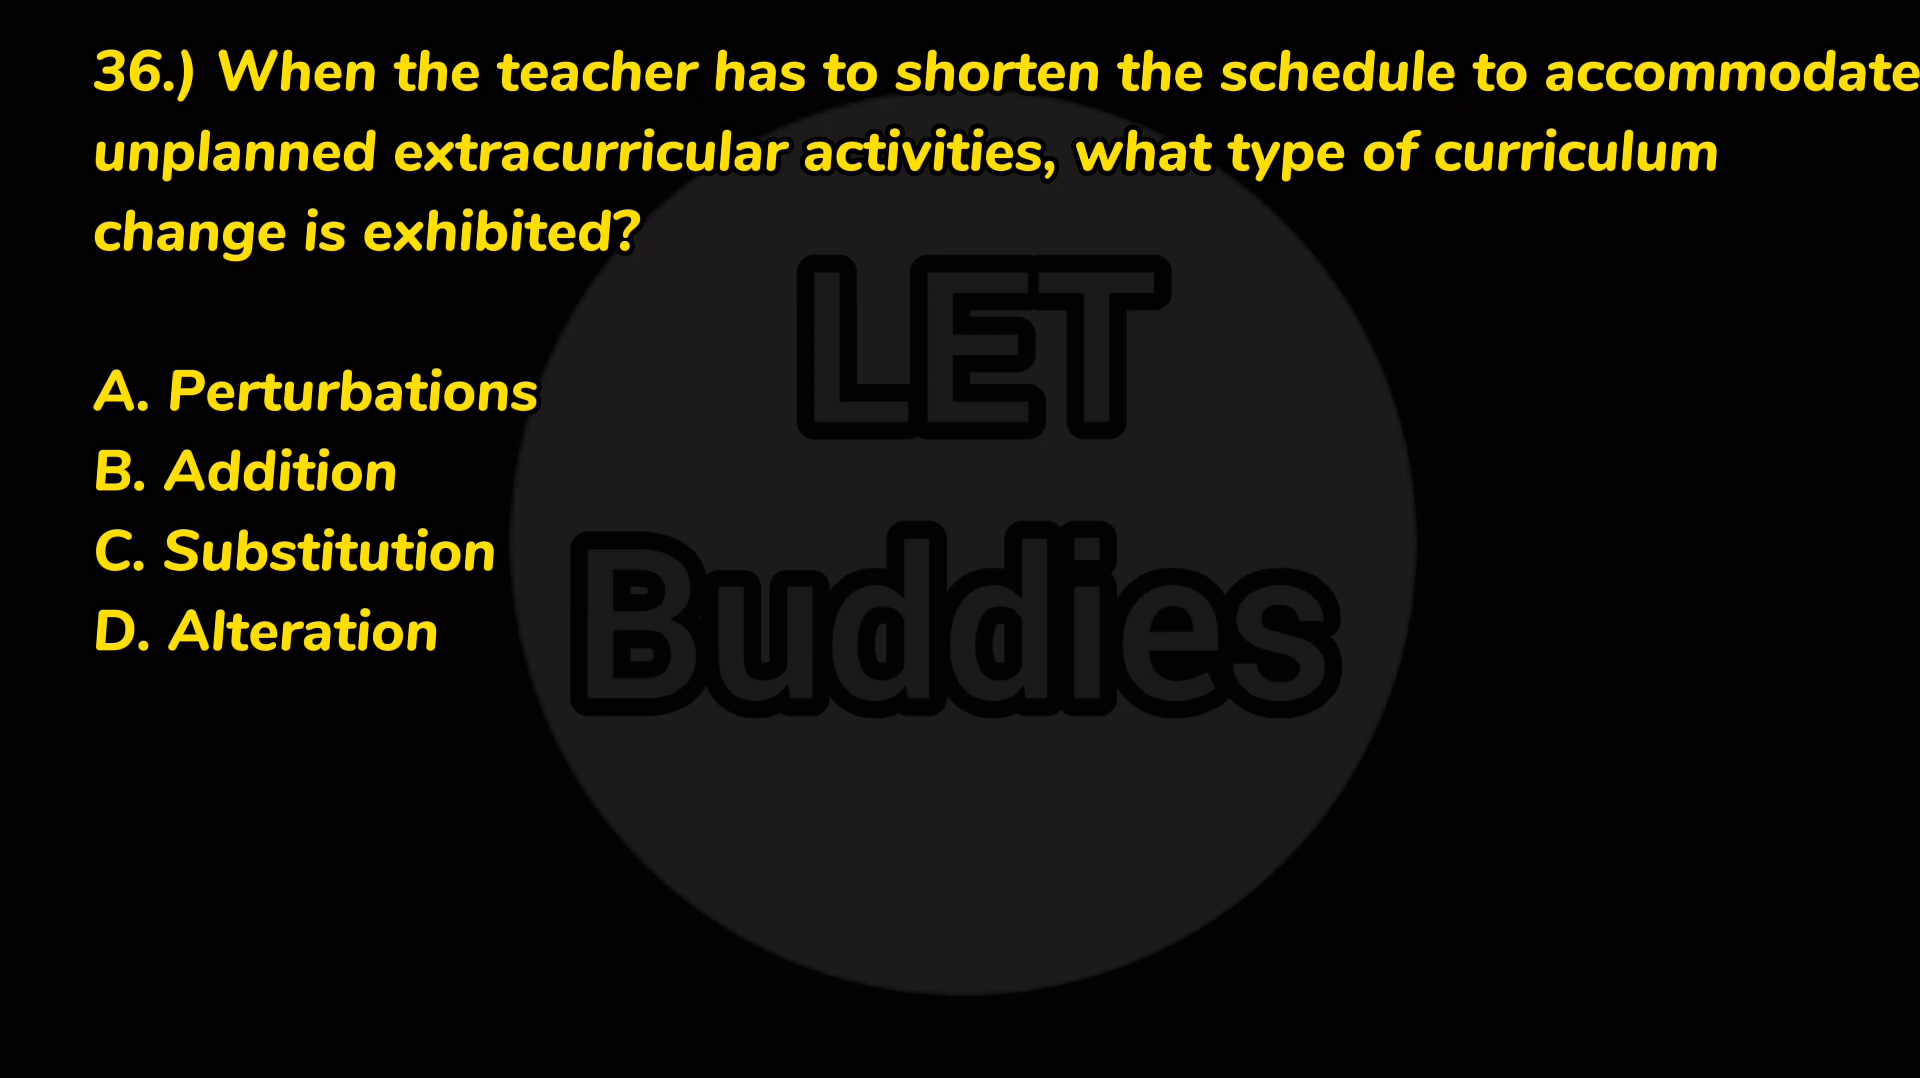 36.) When the teacher has to shorten the schedule to accommodate
unplanned extracurricular activities, what type of curriculum
change is exhibited?
A. Perturbations
B. Addition
C. Substitution
D. Alteration
LET
Buddies